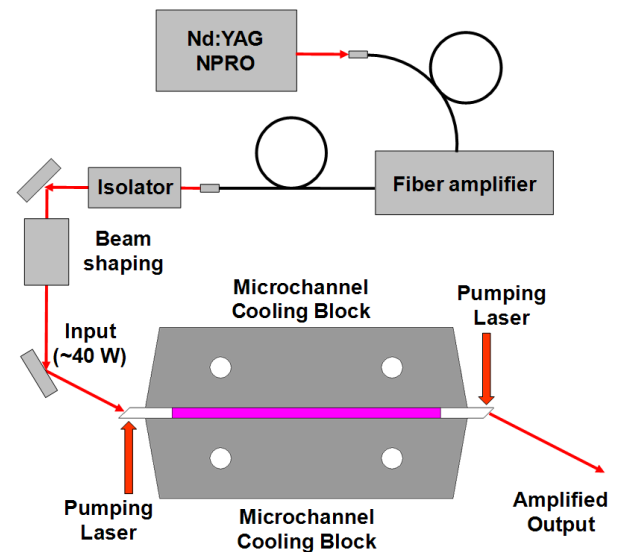 Nd:YAG
NPRO
Isolator
Fiber amplifier
Beam
shaping
Microchannel
Cooling Block
Pumping
Laser
Input
(~40 W)
Pumping
Laser
Microchannel
Cooling Block
Amplified
Output